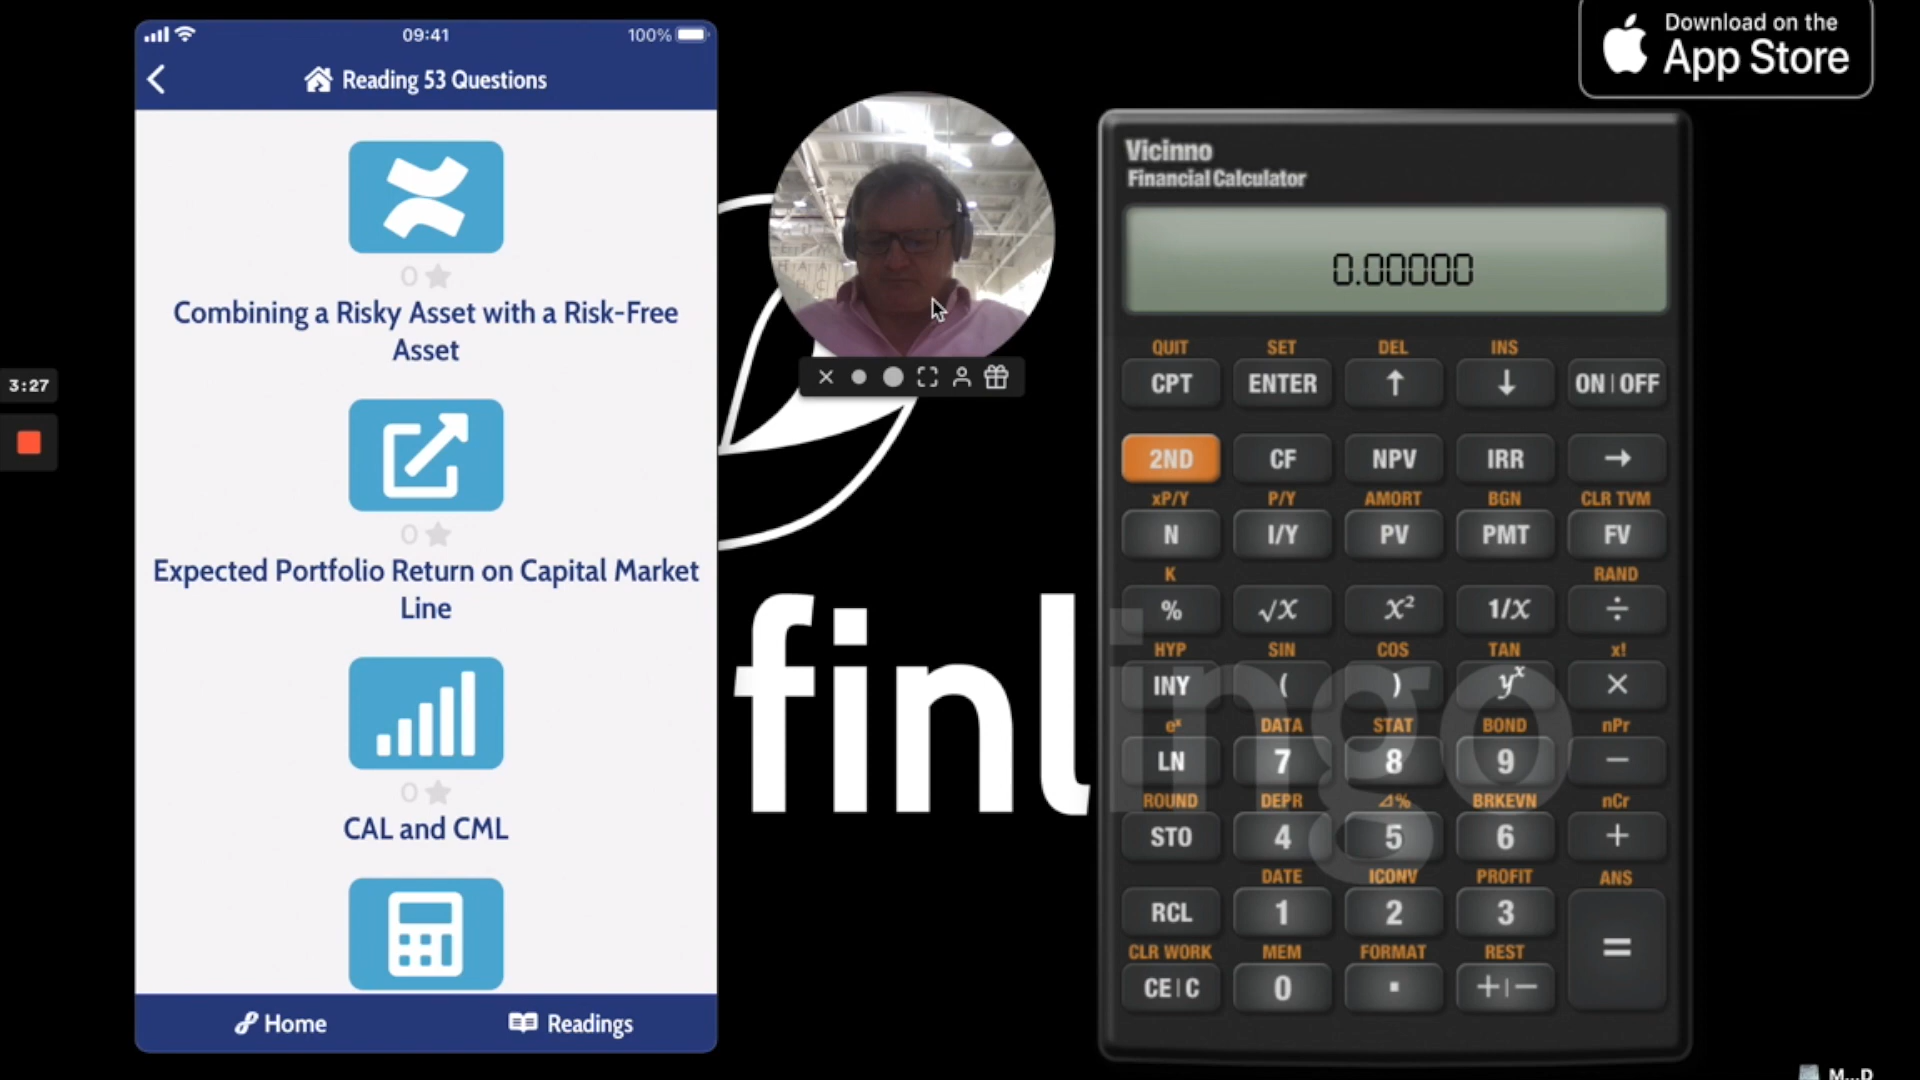 09:41
100%
Reading 53 Questions
0
Combining a Risky Asset with a Risk-Free
Asset
0
Expected Portfolio Return on Capital Market
Line
0
CAL and CML
Home
Readings
3:27
finlingo
Download on the
App Store
Vicinno
Financial Calculator
0.00000
QUIT SET DEL INS
CPT ENTER ↑ ↓ ON|OFF
2ND CF NPV IRR →
xP/Y P/Y AMORT BGN CLR TVM
N I/Y PV PMT FV
K RAND
% √x x² 1/x ÷
HYP SIN COS TAN x!
INY ( ) yˣ ×
eˣ DATA STAT BOND nPr
LN 7 8 9 −
ROUND DEPR ⊿% BRKEVN nCr
STO 4 5 6 +
DATE ICONV PROFIT ANS
RCL 1 2 3 =
CLR WORK MEM FORMAT REST
CE|C 0 . +|−